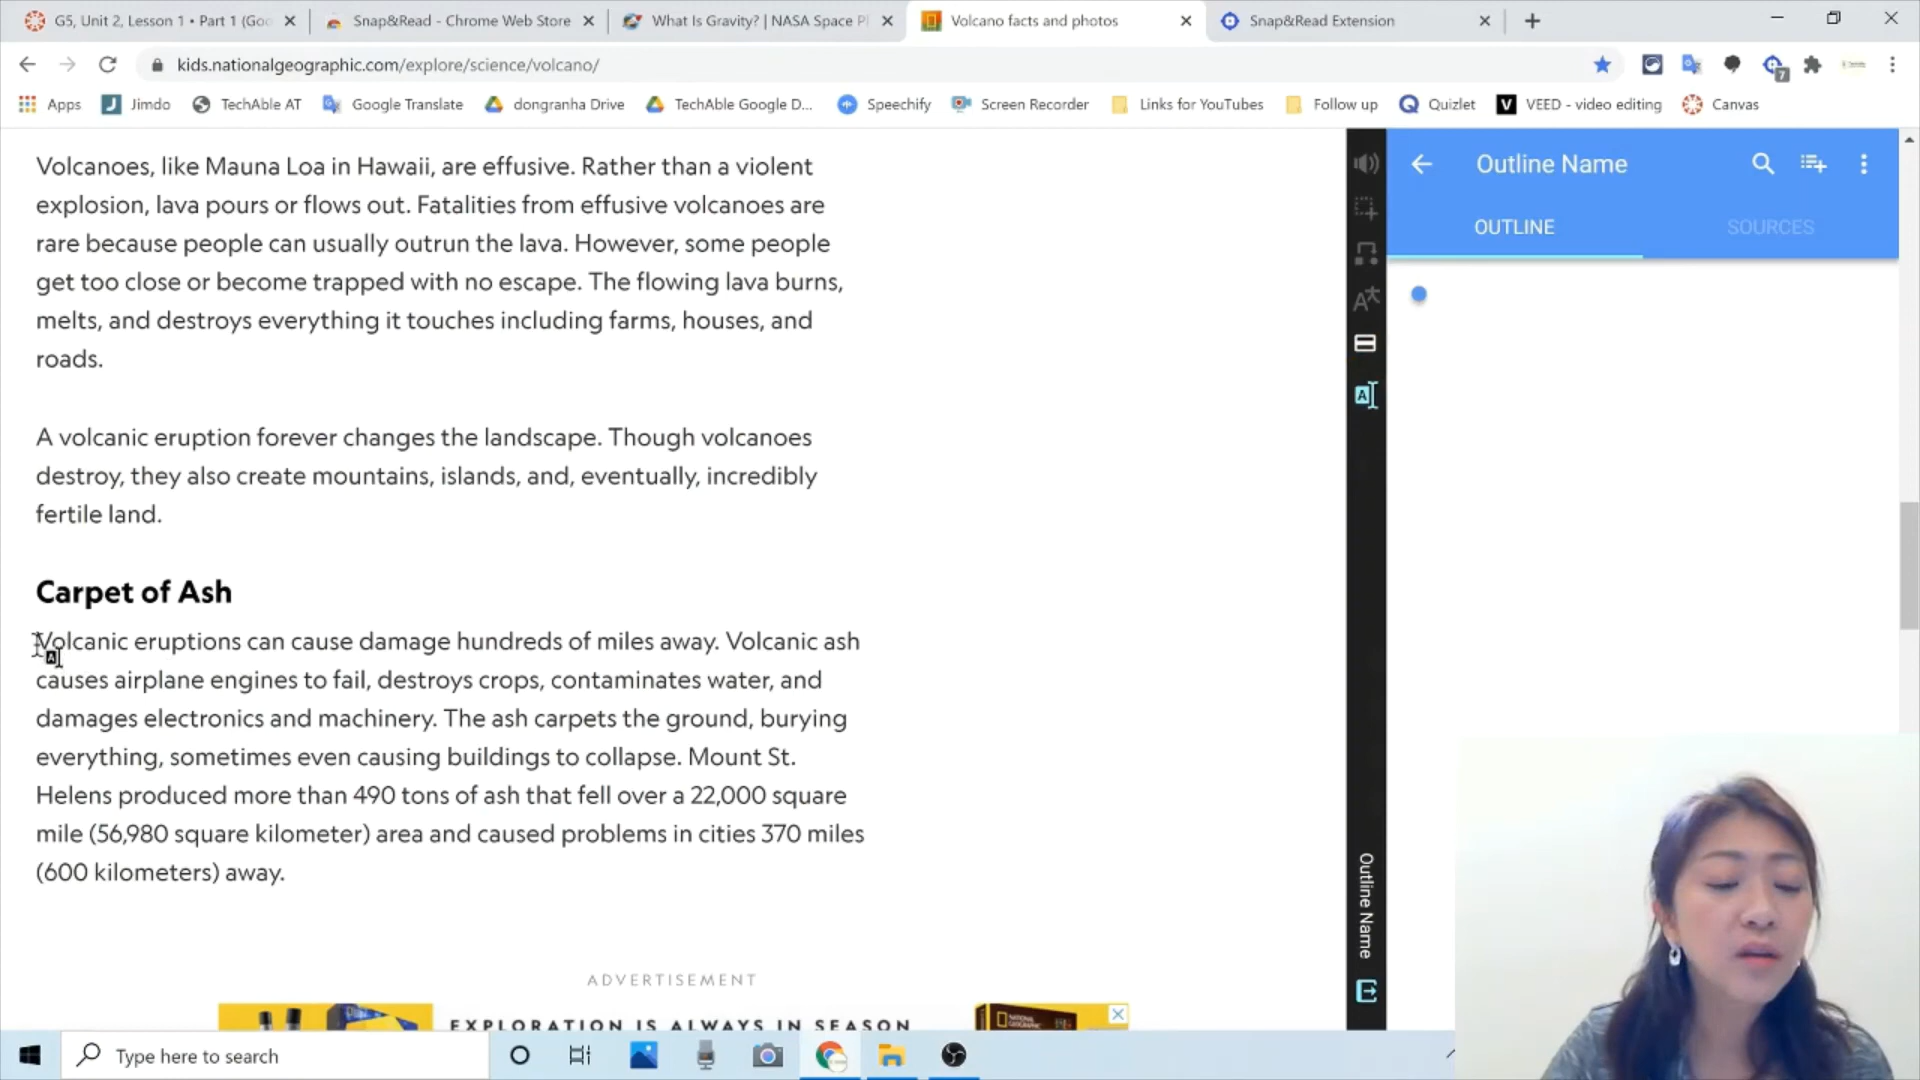 G5, Unit 2, Lesson 1 • Part 1 (Goo
Snap&Read - Chrome Web Store
What Is Gravity? | NASA Space Pl
Volcano facts and photos
Snap&Read Extension
kids.nationalgeographic.com/explore/science/volcano/
7
Apps
Jimdo
TechAble AT
Google Translate
dongranha Drive
TechAble Google D...
Speechify
Screen Recorder
Links for YouTubes
Follow up
Quizlet
VEED - video editing
Canvas
Volcanoes, like Mauna Loa in Hawaii, are effusive. Rather than a violent
explosion, lava pours or flows out. Fatalities from effusive volcanoes are
rare because people can usually outrun the lava. However, some people
get too close or become trapped with no escape. The flowing lava burns,
melts, and destroys everything it touches including farms, houses, and
roads.
A volcanic eruption forever changes the landscape. Though volcanoes
destroy, they also create mountains, islands, and, eventually, incredibly
fertile land.
Carpet of Ash
Volcanic eruptions can cause damage hundreds of miles away. Volcanic ash
causes airplane engines to fail, destroys crops, contaminates water, and
damages electronics and machinery. The ash carpets the ground, burying
everything, sometimes even causing buildings to collapse. Mount St.
Helens produced more than 490 tons of ash that fell over a 22,000 square
mile (56,980 square kilometer) area and caused problems in cities 370 miles
(600 kilometers) away.
ADVERTISEMENT
EXPLORATION IS ALWAYS IN SEASON
NATIONAL GEOGRAPHIC
Outline Name
OUTLINE
SOURCES
Outline Name
Type here to search